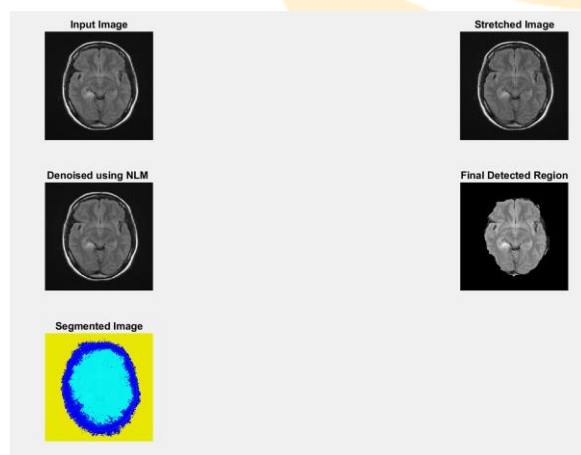 Input Image
Stretched Image
Denoised using NLM
Final Detected Region
Segmented Image